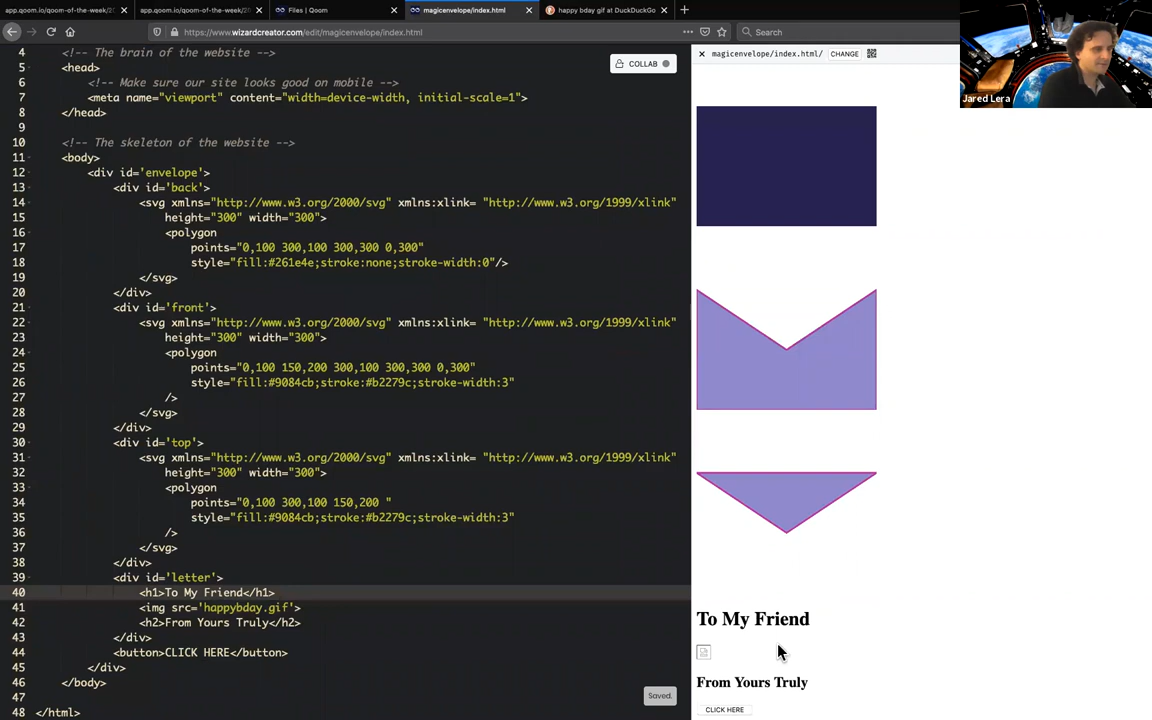 app.qoom.io/qoom-of-the-week/2
app.qoom.io/qoom-of-the-week/
Files | Qoom
magicenvelope/index.html
happy bday gif at DuckDuckGo
https://www.wizardcreator.com/edit/magicenvelope/index.html
Search
COLLAB
4 <!-- The brain of the website -->
5 <head>
6 <!-- Make sure our site looks good on mobile -->
7 <meta name="viewport" content="width=device-width, initial-scale=1">
8 </head>
9
10 <!-- The skeleton of the website -->
11 <body>
12 <div id='envelope'>
13 <div id='back'>
14 <svg xmlns="http://www.w3.org/2000/svg" xmlns:xlink= "http://www.w3.org/1999/xlink"
15 height="300" width="300">
16 <polygon
17 points="0,100 300,100 300,300 0,300"
18 style="fill:#261e4e;stroke:none;stroke-width:0"/>
19 </svg>
20 </div>
21 <div id='front'>
22 <svg xmlns="http://www.w3.org/2000/svg" xmlns:xlink= "http://www.w3.org/1999/xlink"
23 height="300" width="300">
24 <polygon
25 points="0,100 150,200 300,100 300,300 0,300"
26 style="fill:#9084cb;stroke:#b2279c;stroke-width:3"
27 />
28 </svg>
29 </div>
30 <div id='top'>
31 <svg xmlns="http://www.w3.org/2000/svg" xmlns:xlink= "http://www.w3.org/1999/xlink"
32 height="300" width="300">
33 <polygon
34 points="0,100 300,100 150,200 "
35 style="fill:#9084cb;stroke:#b2279c;stroke-width:3"
36 />
37 </svg>
38 </div>
39 <div id='letter'>
40 <h1>To My Friend</h1>
41 <img src='happybday.gif'>
42 <h2>From Yours Truly</h2>
43 </div>
44 <button>CLICK HERE</button>
45 </div>
46 </body>
47
48 </html>
Saved.
magicenvelope/index.html/ CHANGE
To My Friend
From Yours Truly
CLICK HERE
Jared Lera